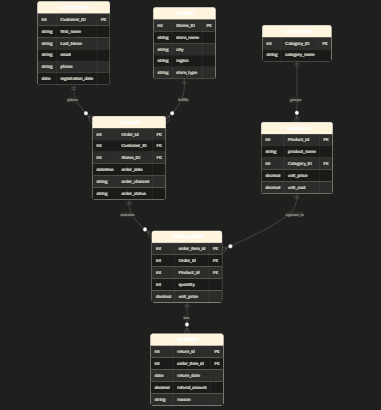 int Customer_ID PK
string First_name
string Last_Name
string email
string phone
date registration_date
int Stores_ID PK
string store_name
string city
string region
string store_type
int Category_ID PK
string category_name
places
fulfills
groups
int Order_Id PK
int Customer_ID FK
int Stores_ID FK
datetime order_date
string order_channel
string order_status
int Product_Id PK
string product_name
int Category_ID FK
decimal unit_price
decimal unit_cost
contains
appears_in
int order_item_id PK
int Order_Id FK
int Product_Id FK
int quantity
decimal unit_price
has
int return_id PK
int order_item_id FK
date return_date
decimal refund_amount
string reason